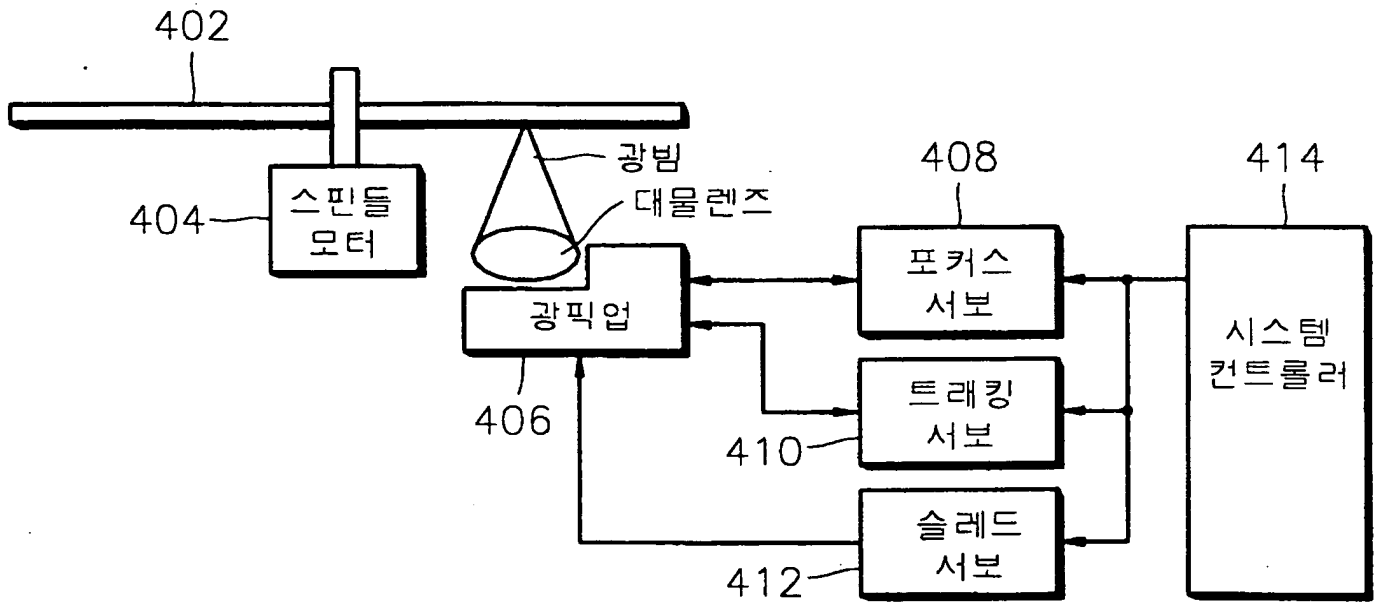 402
광빔
대물렌즈
404
스핀들
모터
408
414
포커스
서보
광픽업
406
시스템
컨트롤러
트래킹
서보
410
슬레드
서보
412